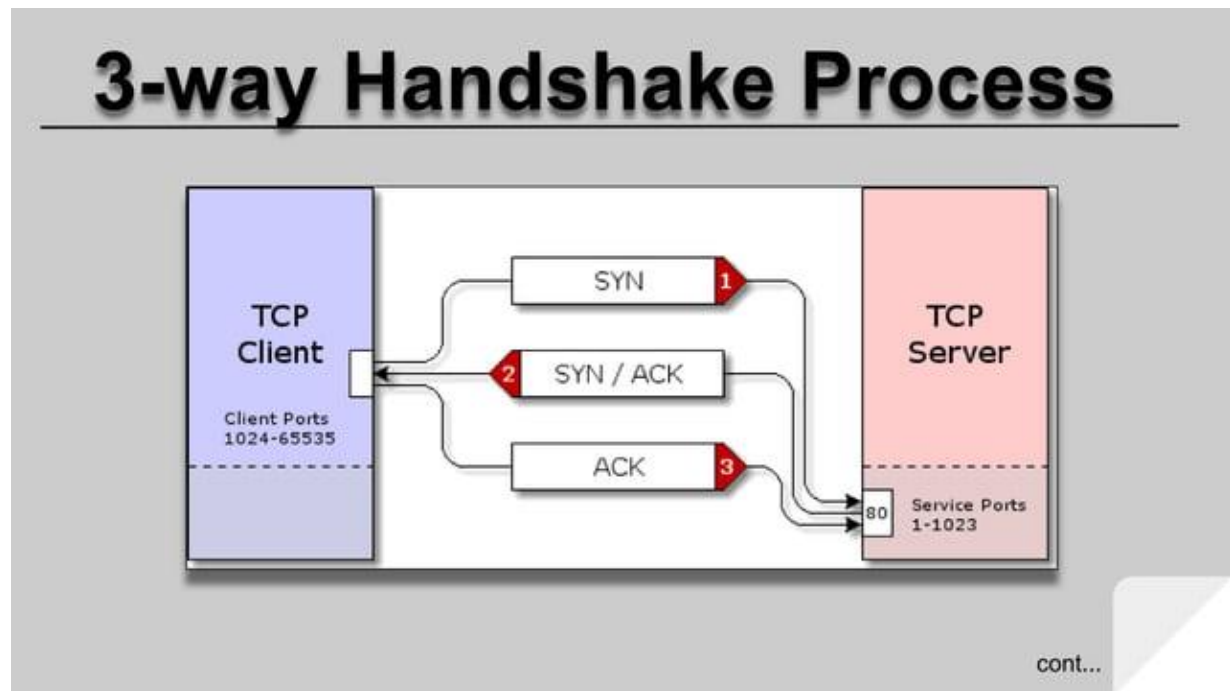 3-way Handshake Process
TCP
Client
Client Ports
1024-65535
SYN 1
2 SYN / ACK
ACK 3
TCP
Server
80
Service Ports
1-1023
cont...